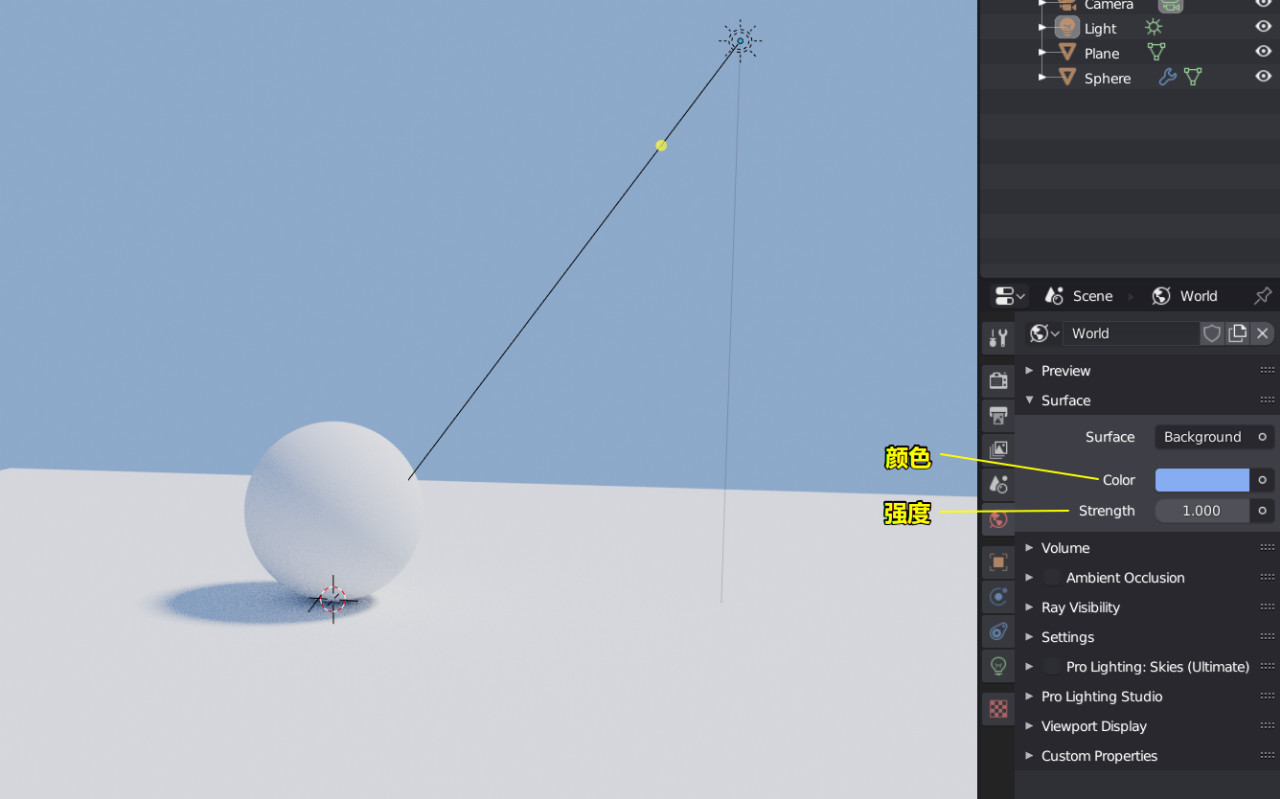 Camera
Light
Plane
Sphere
Scene
World
World
Preview
Surface
Surface
Background
颜色
Color
强度
Strength
1.000
Volume
Ambient Occlusion
Ray Visibility
Settings
Pro Lighting: Skies (Ultimate)
Pro Lighting Studio
Viewport Display
Custom Properties